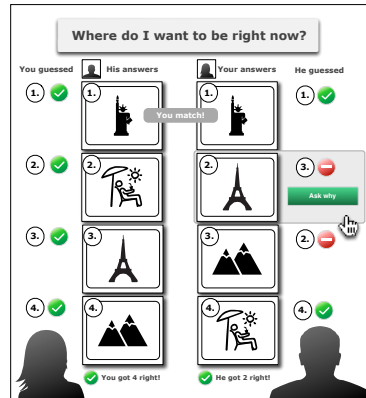 Where do I want to be right now?
You guessed His answers Your answers He guessed
1. 1. 1. 1.
You match!
2. 2. 2. 3.
Ask why
3. 3. 3. 2.
4. 4. 4. 4.
You got 4 right! He got 2 right!